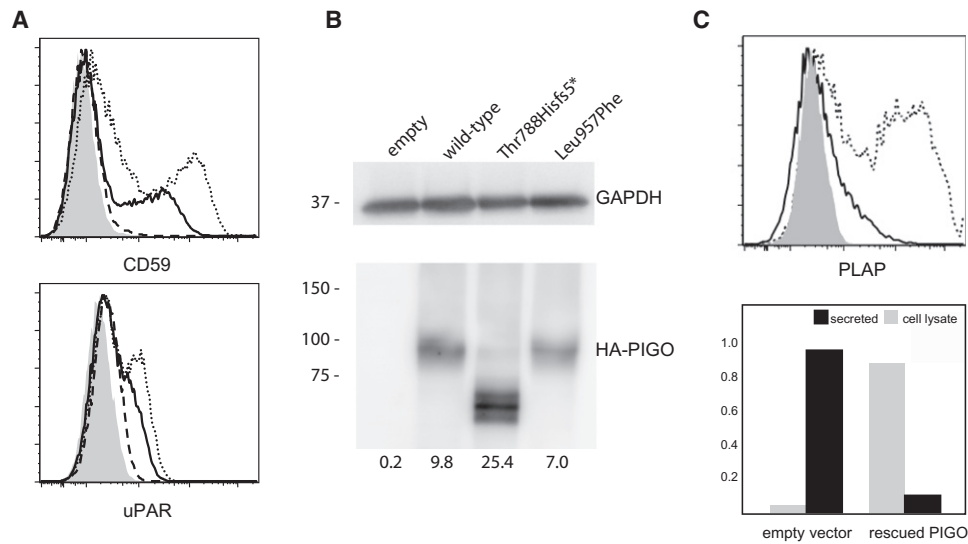 A
CD59
uPAR
B
empty
wild-type
Thr788Hisfs5*
Leu957Phe
37 -
GAPDH
150 -
100 -
75 -
HA-PIGO
0.2 9.8 25.4 7.0
C
PLAP
secreted cell lysate
1.0
0.8
0.6
0.4
0.2
empty vector rescued PIGO